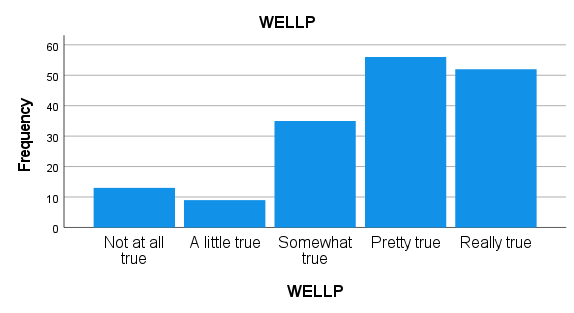 WELLP
Frequency
60
50
40
30
20
10
0
Not at all
true
A little true
Somewhat
true
Pretty true
Really true
WELLP